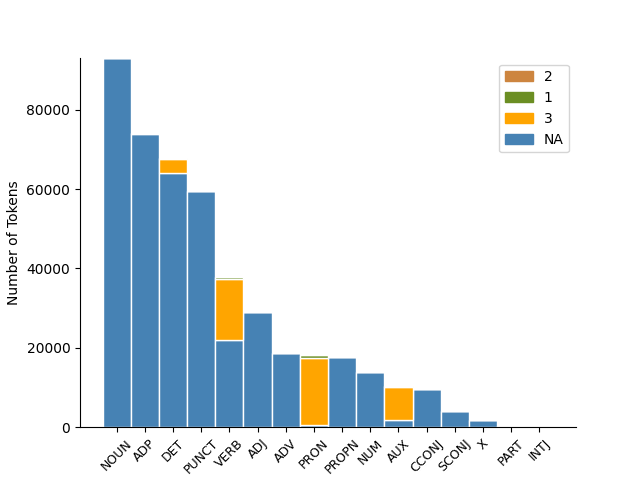 2
1
3
NA
Number of Tokens
80000
60000
40000
20000
0
NOUN ADP DET PUNCT VERB ADJ ADV PRON PROPN NUM AUX CCONJ SCONJ X PART INTJ